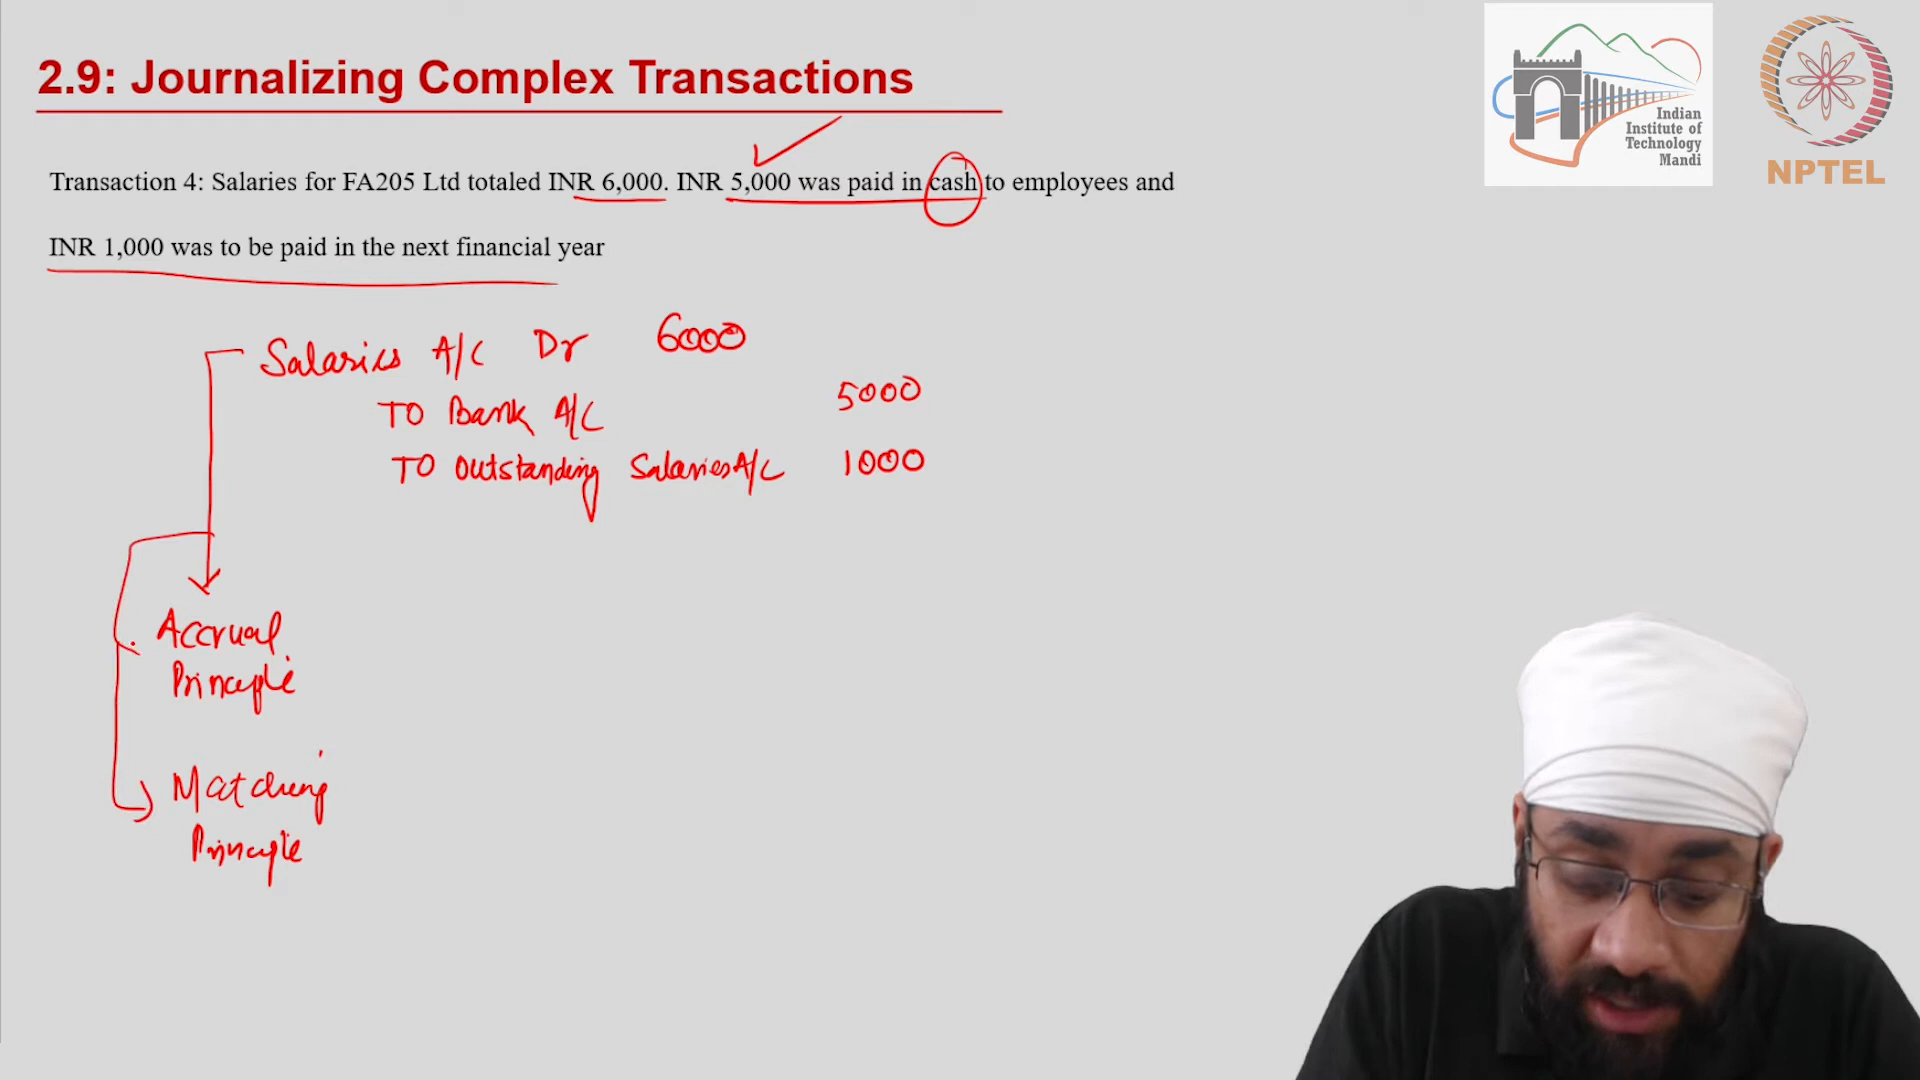 2.9: Journalizing Complex Transactions
Indian
Institute of
Technology
Mandi
NPTEL
Transaction 4: Salaries for FA205 Ltd totaled INR 6,000. INR 5,000 was paid in cash to employees and
INR 1,000 was to be paid in the next financial year
Salaries A/C Dr 6000
TO Bank A/C 5000
TO Outstanding Salaries A/C 1000
Accrual
Principle
Matching
Principle